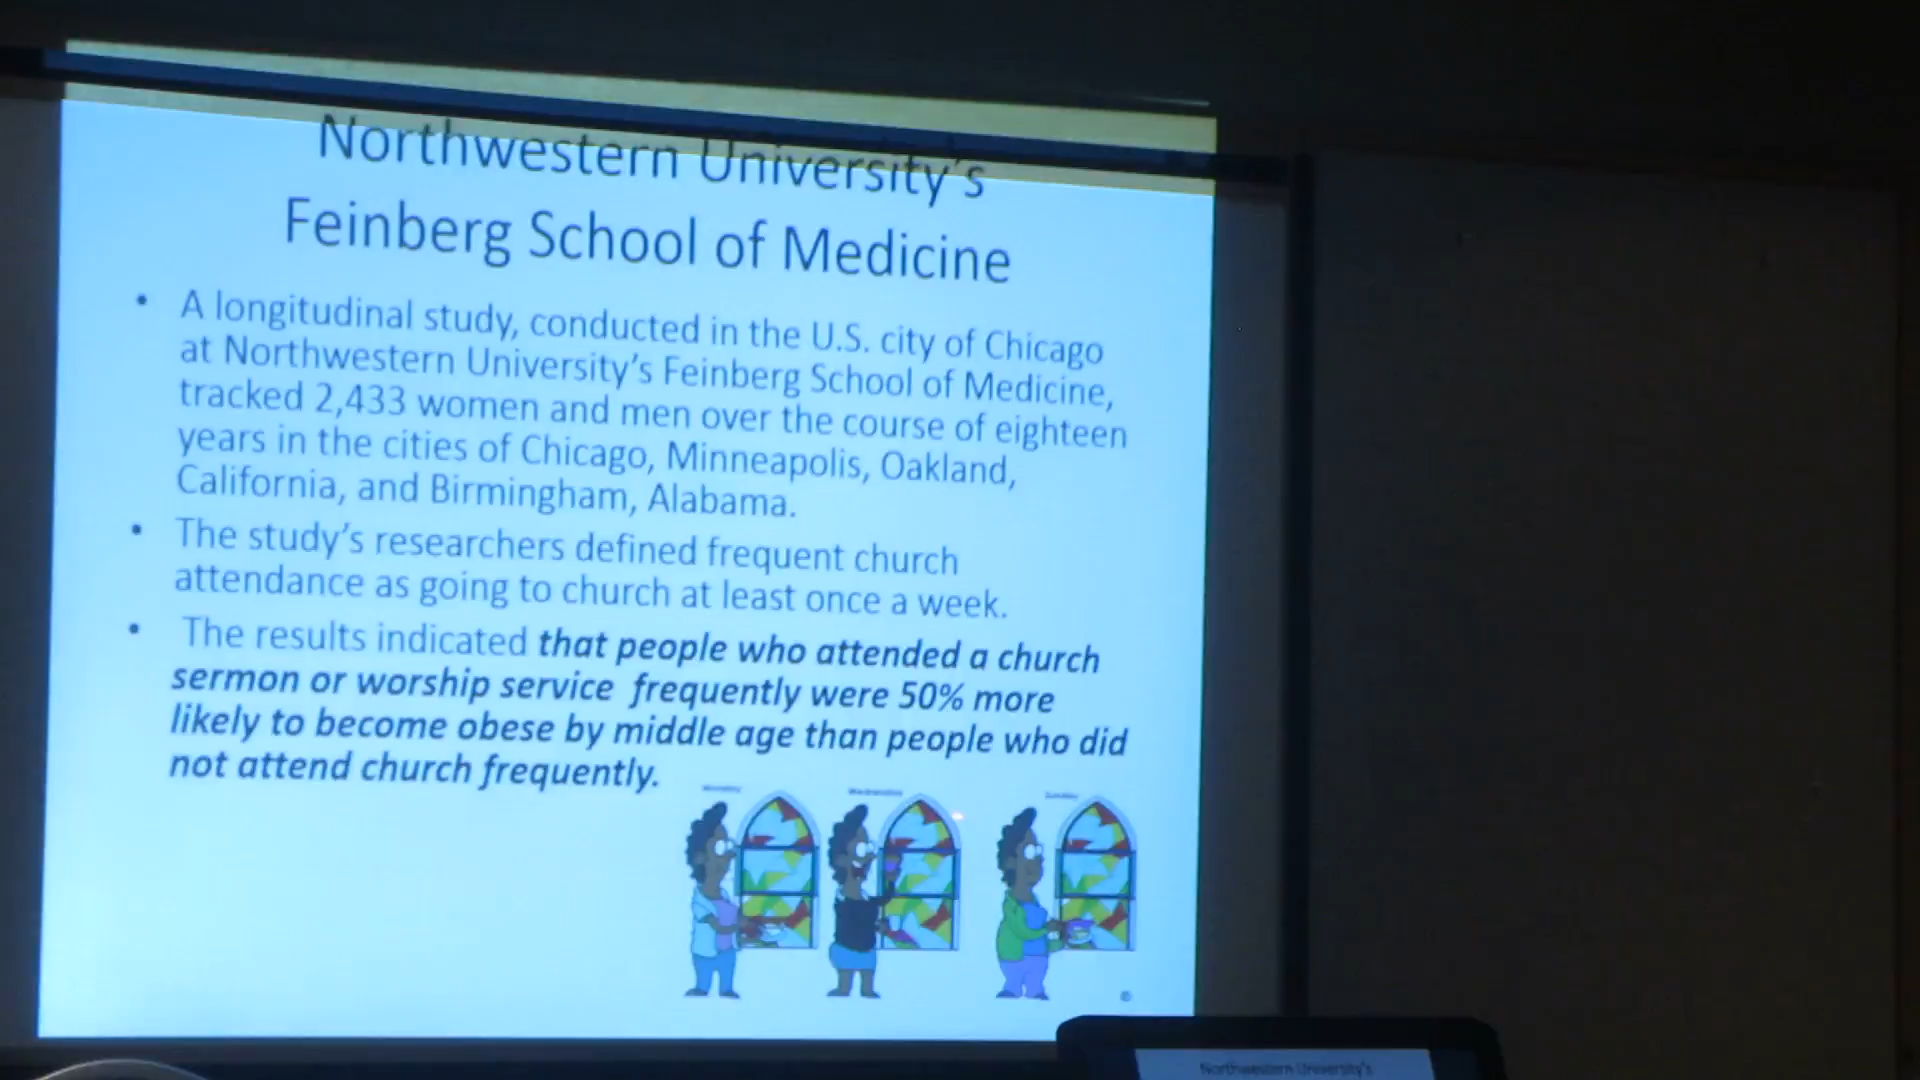 Northwestern University's
Feinberg School of Medicine
• A longitudinal study, conducted in the U.S. city of Chicago
at Northwestern University's Feinberg School of Medicine,
tracked 2,433 women and men over the course of eighteen
years in the cities of Chicago, Minneapolis, Oakland,
California, and Birmingham, Alabama.
• The study's researchers defined frequent church
attendance as going to church at least once a week.
• The results indicated that people who attended a church
sermon or worship service frequently were 50% more
likely to become obese by middle age than people who did
not attend church frequently.
Wednesday
Northwestern University's